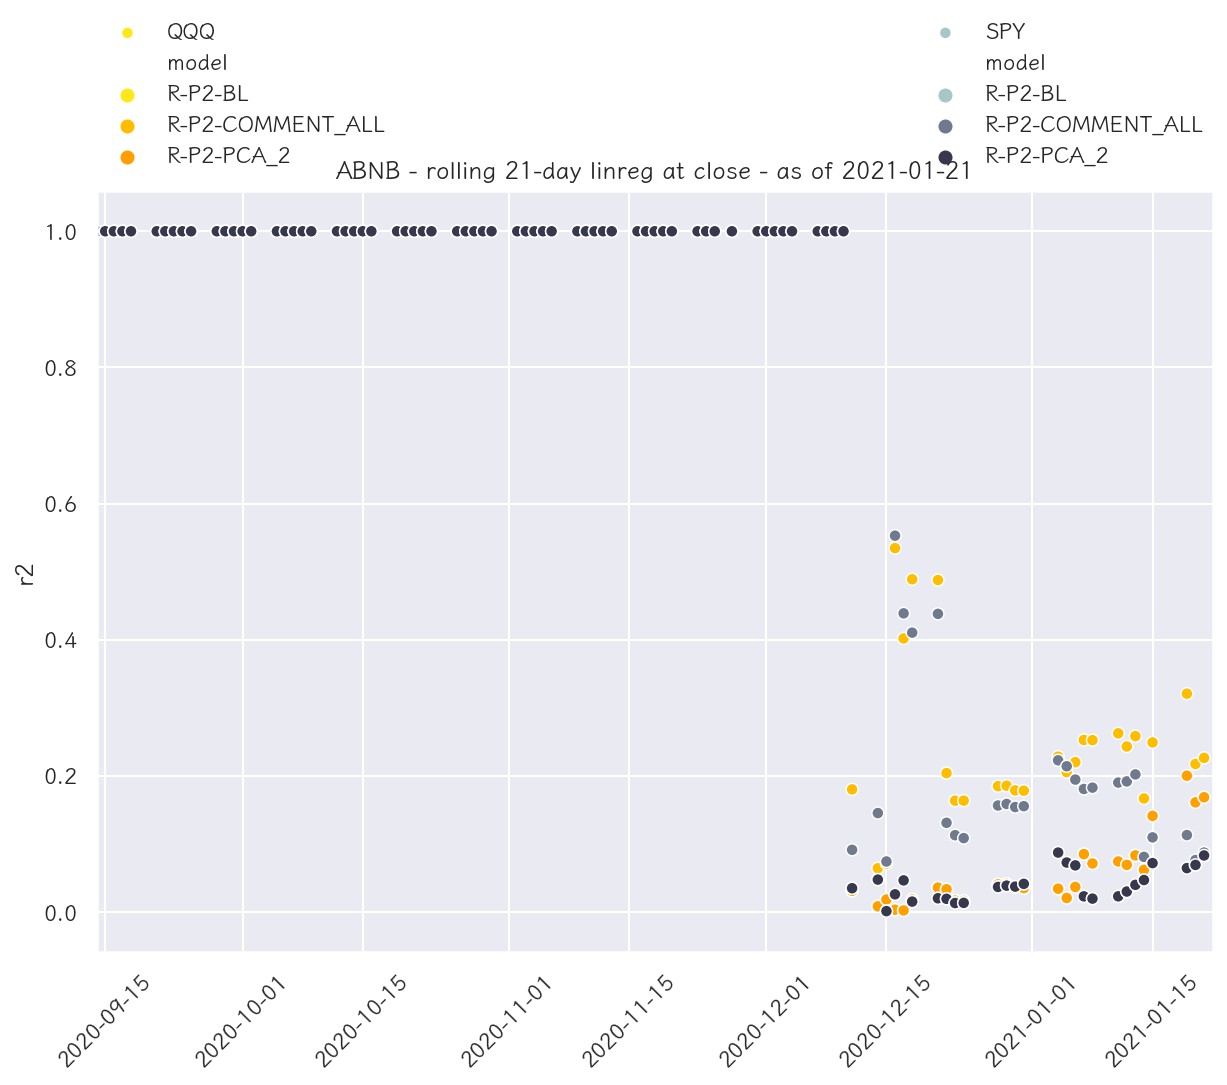 QQQ
model
R-P2-BL
R-P2-COMMENT_ALL
R-P2-PCA_2
SPY
model
R-P2-BL
R-P2-COMMENT_ALL
R-P2-PCA_2
ABNB - rolling 21-day linreg at close - as of 2021-01-21
1.0
0.8
0.6
0.4
0.2
0.0
r2
2020-09-15
2020-10-01
2020-10-15
2020-11-01
2020-11-15
2020-12-01
2020-12-15
2021-01-01
2021-01-15